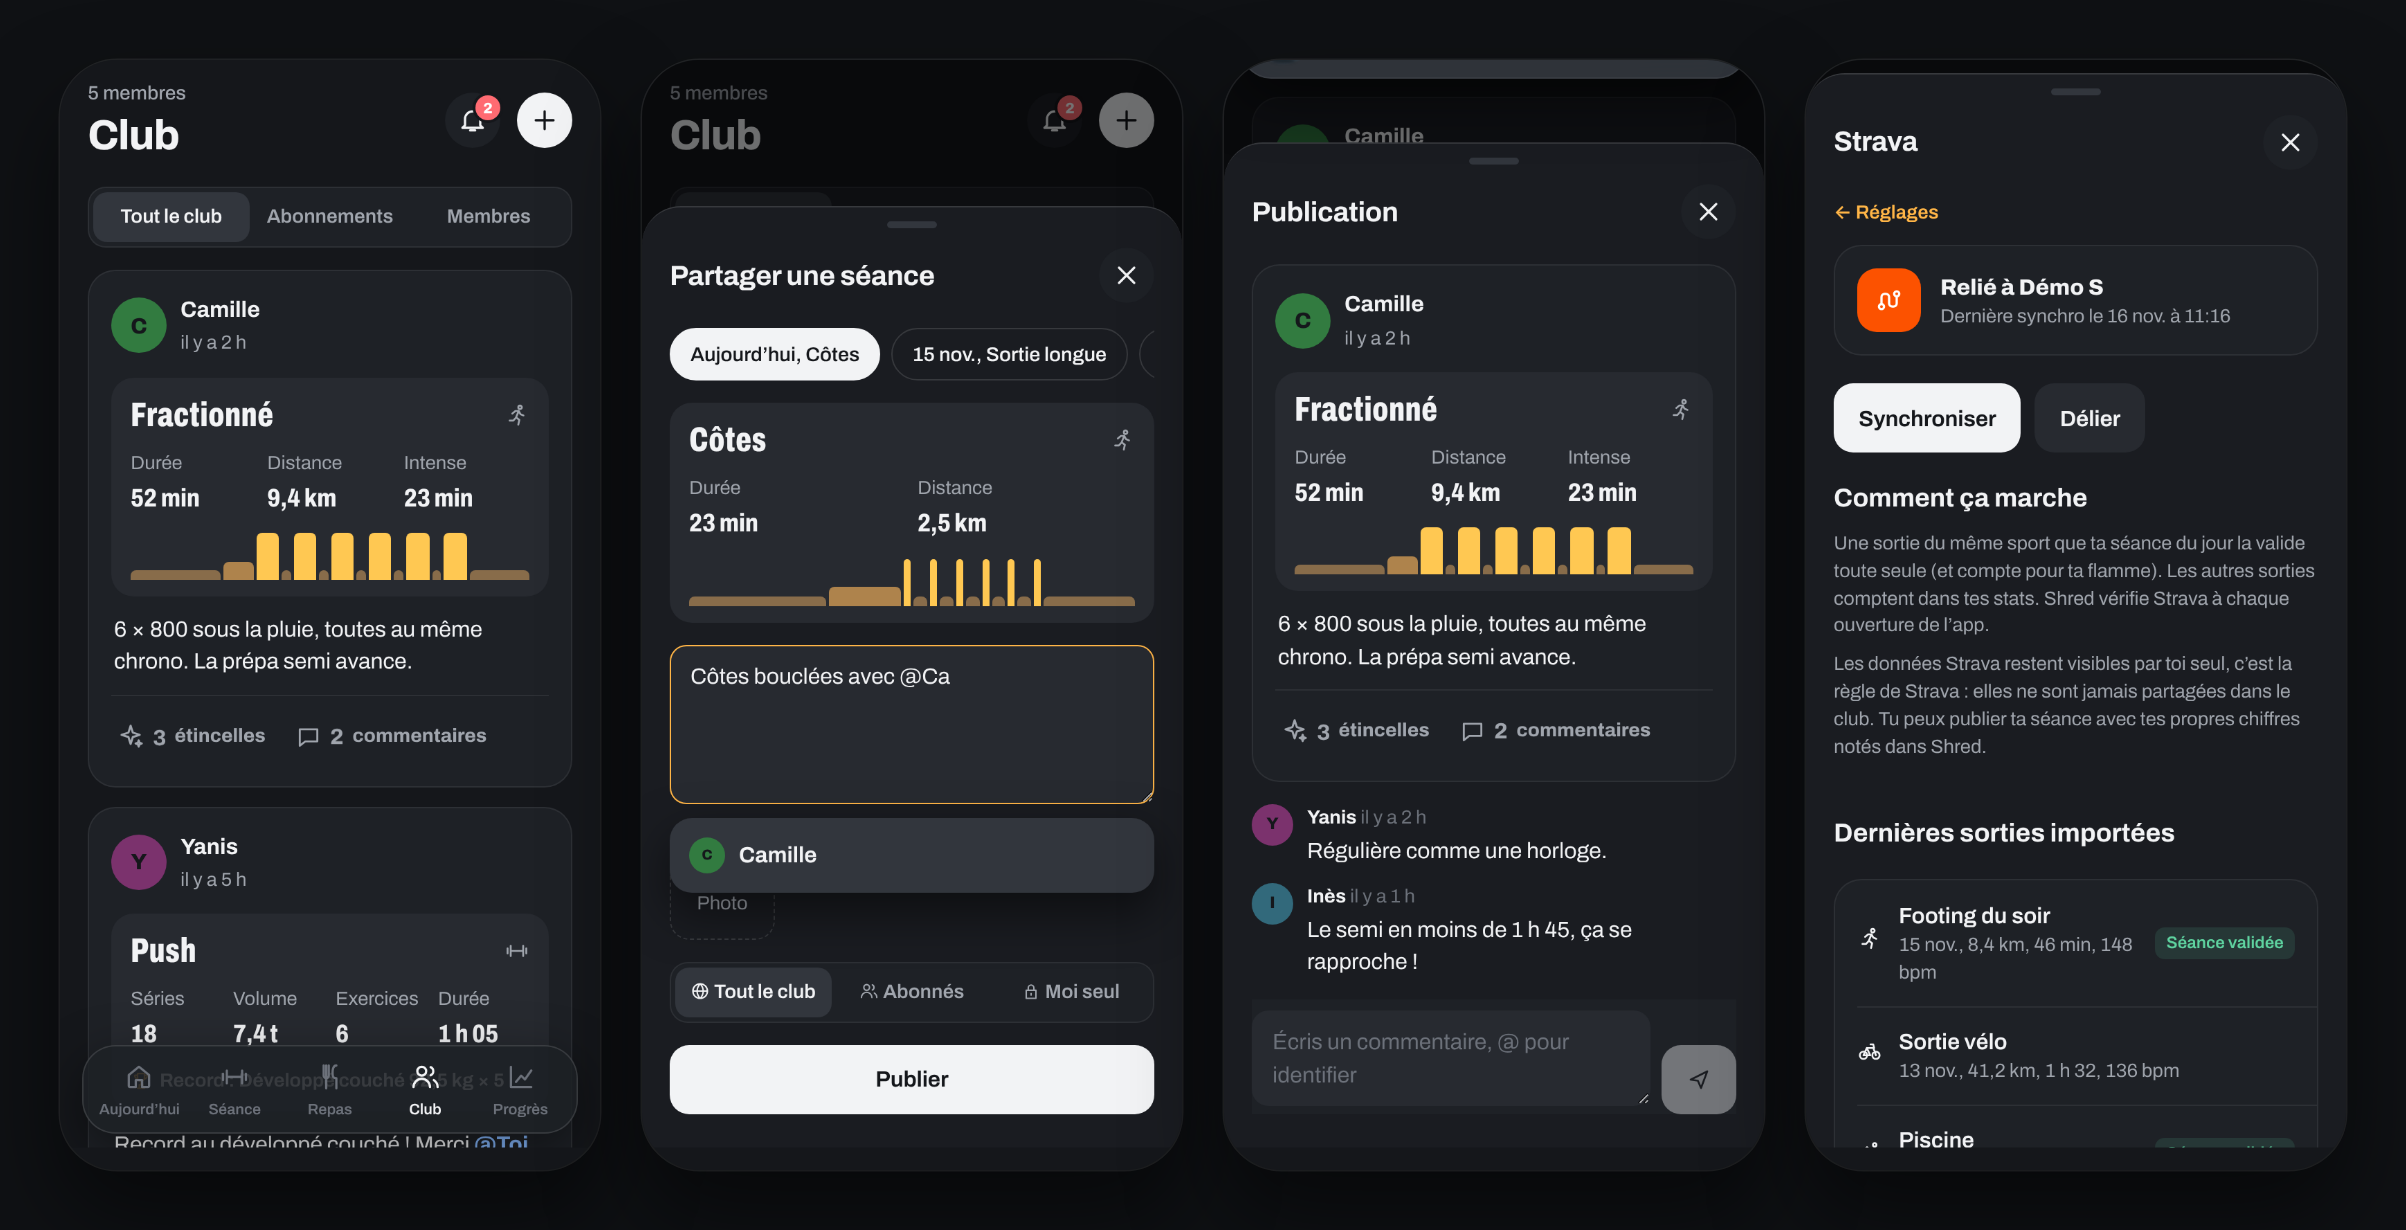 5 membres
Club
2
Tout le club Abonnements Membres
C
Camille
il y a 2 h
Fractionné
Durée Distance Intense
52 min 9,4 km 23 min
6 × 800 sous la pluie, toutes au même
chrono. La prépa semi avance.
3 étincelles 2 commentaires
Y
Yanis
il y a 5 h
Push
Séries Volume Exercices Durée
18 7,4 t 6 1 h 05
Record : Développé couché kg × 5
Aujourd’hui Séance Repas Club Progrès
Record au développé couché ! Merci @Toi
5 membres
Club
2
Partager une séance
Aujourd’hui, Côtes 15 nov., Sortie longue
Côtes
Durée Distance
23 min 2,5 km
Côtes bouclées avec @Ca
C Camille
Photo
Tout le club Abonnés Moi seul
Publier
Camille
Publication
C
Camille
il y a 2 h
Fractionné
Durée Distance Intense
52 min 9,4 km 23 min
6 × 800 sous la pluie, toutes au même
chrono. La prépa semi avance.
3 étincelles 2 commentaires
Y
Yanis il y a 2 h
Régulière comme une horloge.
I
Inès il y a 1 h
Le semi en moins de 1 h 45, ça se
rapproche !
Écris un commentaire, @ pour
identifier
Strava
← Réglages
Relié à Démo S
Dernière synchro le 16 nov. à 11:16
Synchroniser Délier
Comment ça marche
Une sortie du même sport que ta séance du jour la valide
toute seule (et compte pour ta flamme). Les autres sorties
comptent dans tes stats. Shred vérifie Strava à chaque
ouverture de l’app.
Les données Strava restent visibles par toi seul, c’est la
règle de Strava : elles ne sont jamais partagées dans le
club. Tu peux publier ta séance avec tes propres chiffres
notés dans Shred.
Dernières sorties importées
Footing du soir
15 nov., 8,4 km, 46 min, 148
bpm
Séance validée
Sortie vélo
13 nov., 41,2 km, 1 h 32, 136 bpm
Piscine